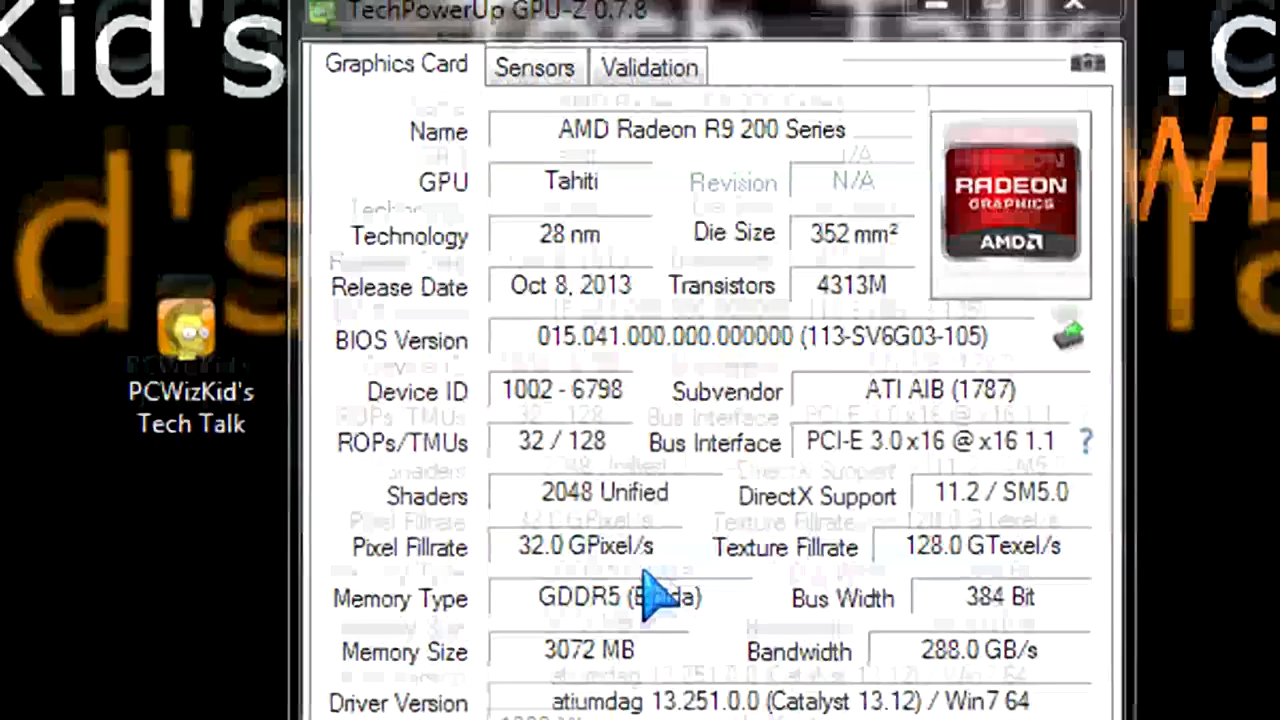 Kid's Tech Talk .c
TechPowerUp GPU-Z 0.7.8
Graphics Card Sensors Validation
Name AMD Radeon R9 200 Series
GPU Tahiti Revision N/A
Technology 28 nm Die Size 352 mm²
Release Date Oct 8, 2013 Transistors 4313M
RADEON
GRAPHICS
AMD
BIOS Version 015.041.000.000.000000 (113-SV6G03-105)
Device ID 1002 - 6798 Subvendor ATI AIB (1787)
ROPs/TMUs 32 / 128 Bus Interface PCI-E 3.0 x16 @ x16 1.1 ?
Shaders 2048 Unified DirectX Support 11.2 / SM5.0
Pixel Fillrate 32.0 GPixel/s Texture Fillrate 128.0 GTexel/s
Memory Type GDDR5 Bus Width 384 Bit
Memory Size 3072 MB Bandwidth 288.0 GB/s
Driver Version atiumdag 13.251.0.0 (Catalyst 13.12) / Win7 64
PCWizKid's
Tech Talk
d's
Wi
Ta